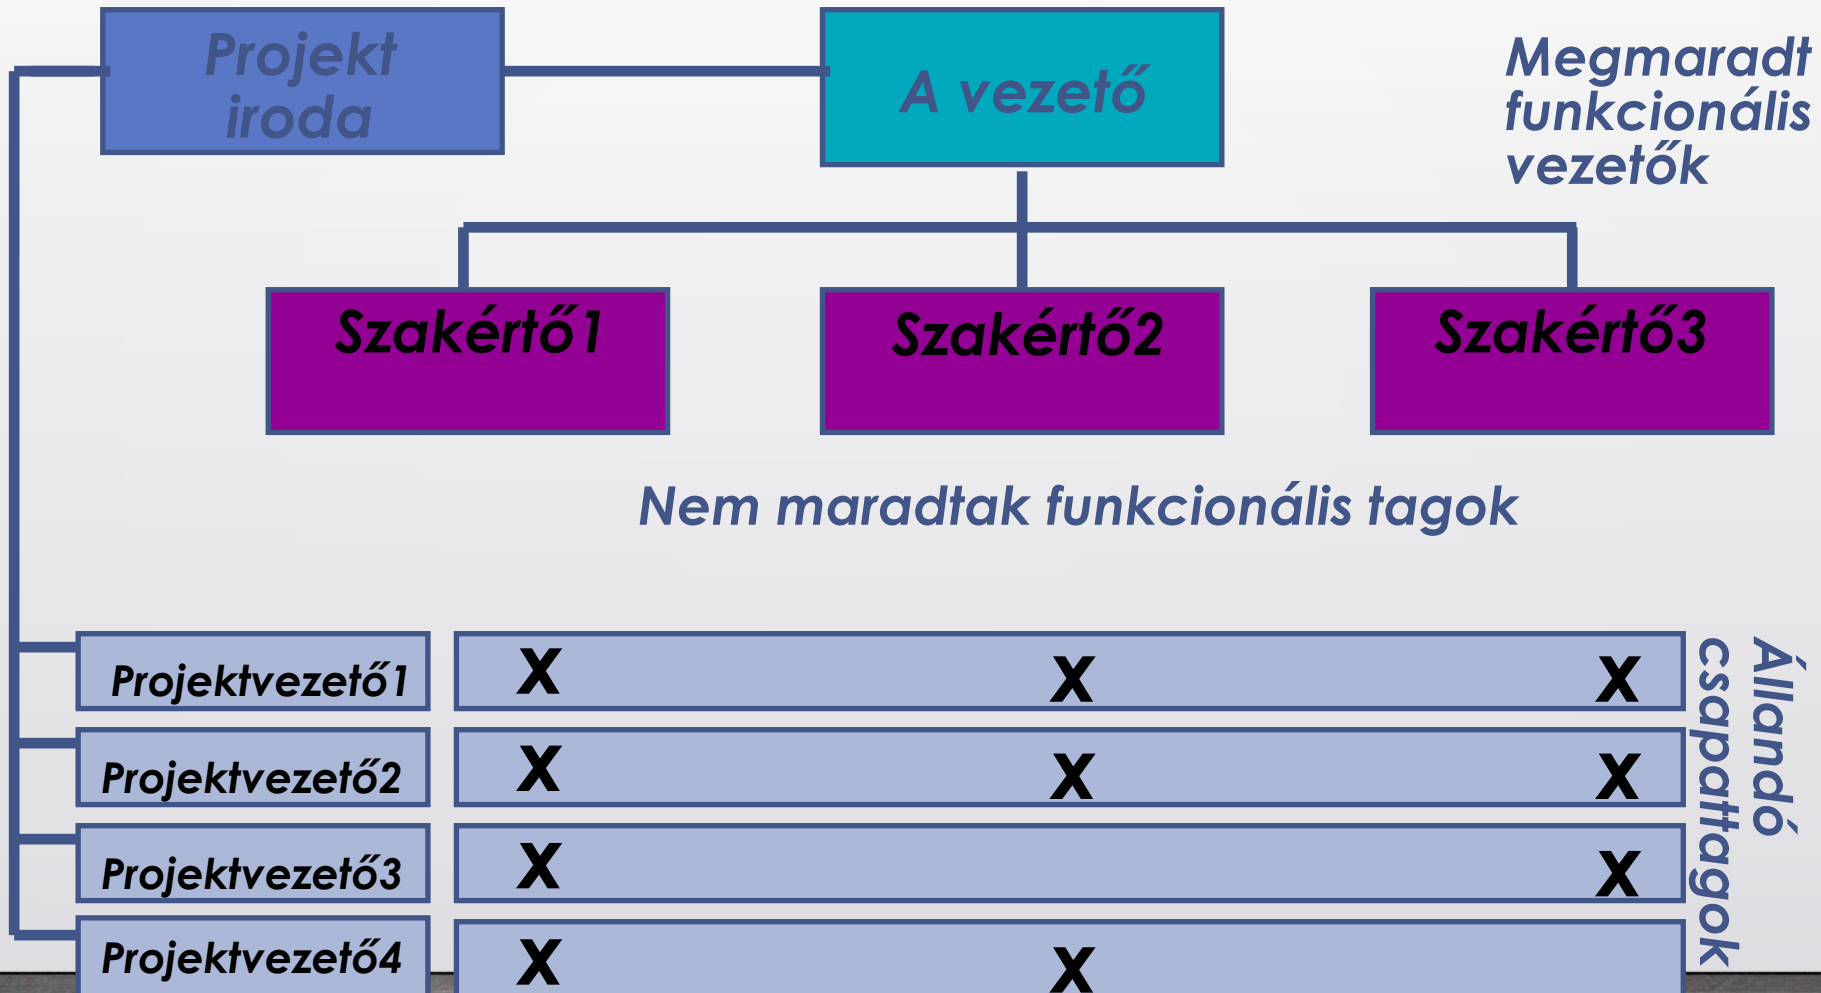 Projekt
iroda
A vezető
Megmaradt
funkcionális
vezetők
Szakértő1
Szakértő2
Szakértő3
Nem maradtak funkcionális tagok
Projektvezető1
X X X
Projektvezető2
X X X
Projektvezető3
X X
Projektvezető4
X X
Állandó
csapattagok